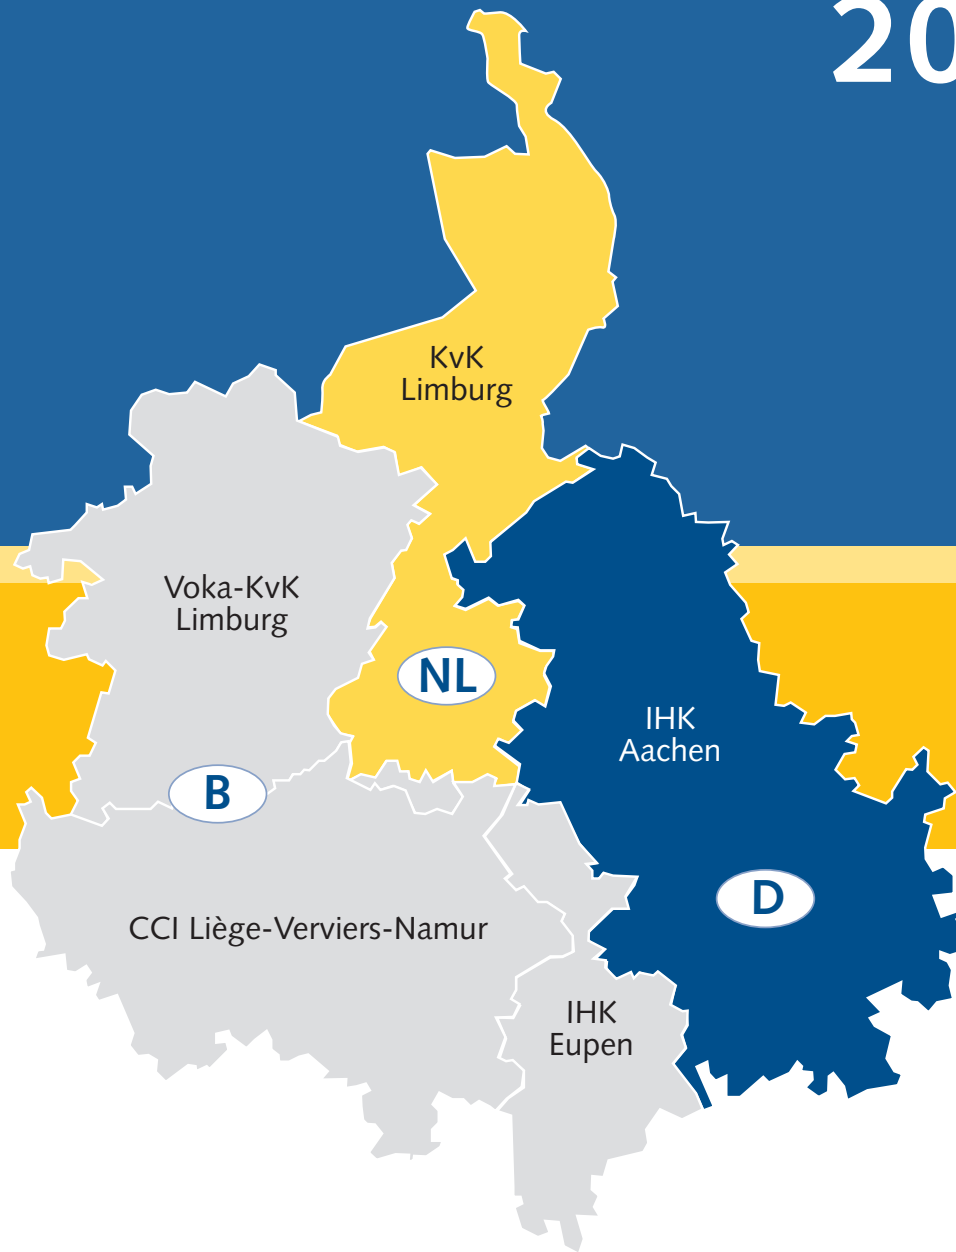 20
KvK
Limburg
Voka-KvK
Limburg
NL
IHK
Aachen
B
D
CCI Liège-Verviers-Namur
IHK
Eupen